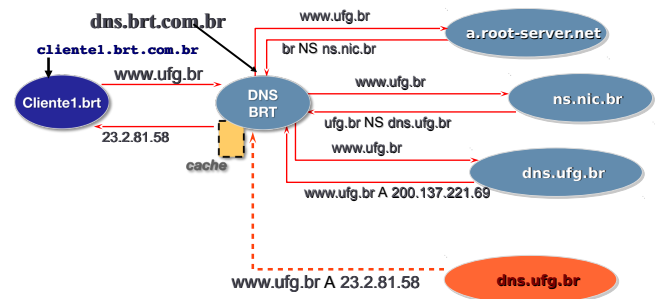 dns.brt.com.br
cliente1.brt.com.br
www.ufg.br
a.root-server.net
br NS ns.nic.br
www.ufg.br
Cliente1.brt
DNS
BRT
www.ufg.br
ns.nic.br
23.2.81.58
ufg.br NS dns.ufg.br
cache
www.ufg.br
dns.ufg.br
www.ufg.br A 200.137.221.69
www.ufg.br A 23.2.81.58
dns.ufg.br